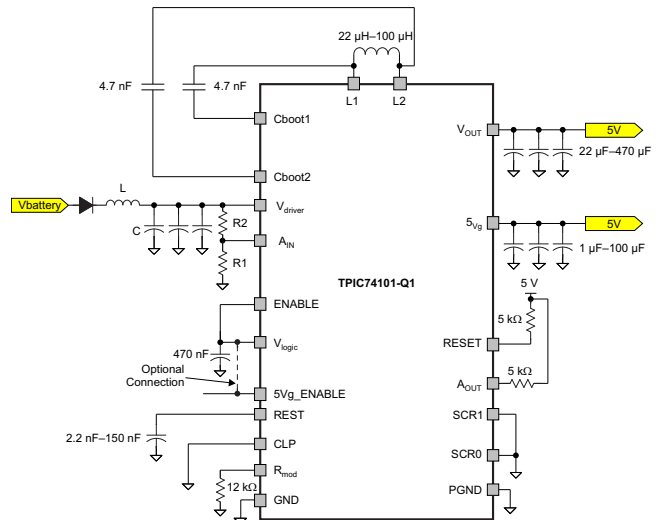 22 µH–100 µH
4.7 nF
4.7 nF
L1
L2
Cboot1
VOUT
5V
22 µF–470 µF
Cboot2
Vbattery
L
Vdriver
C
R2
AIN
R1
5Vg
5V
1 µF–100 µF
TPIC74101-Q1
ENABLE
5 V
5 kΩ
RESET
470 nF
Vlogic
Optional
Connection
5 kΩ
AOUT
5Vg_ENABLE
REST
SCR1
2.2 nF–150 nF
CLP
SCR0
Rmod
12 kΩ
GND
PGND